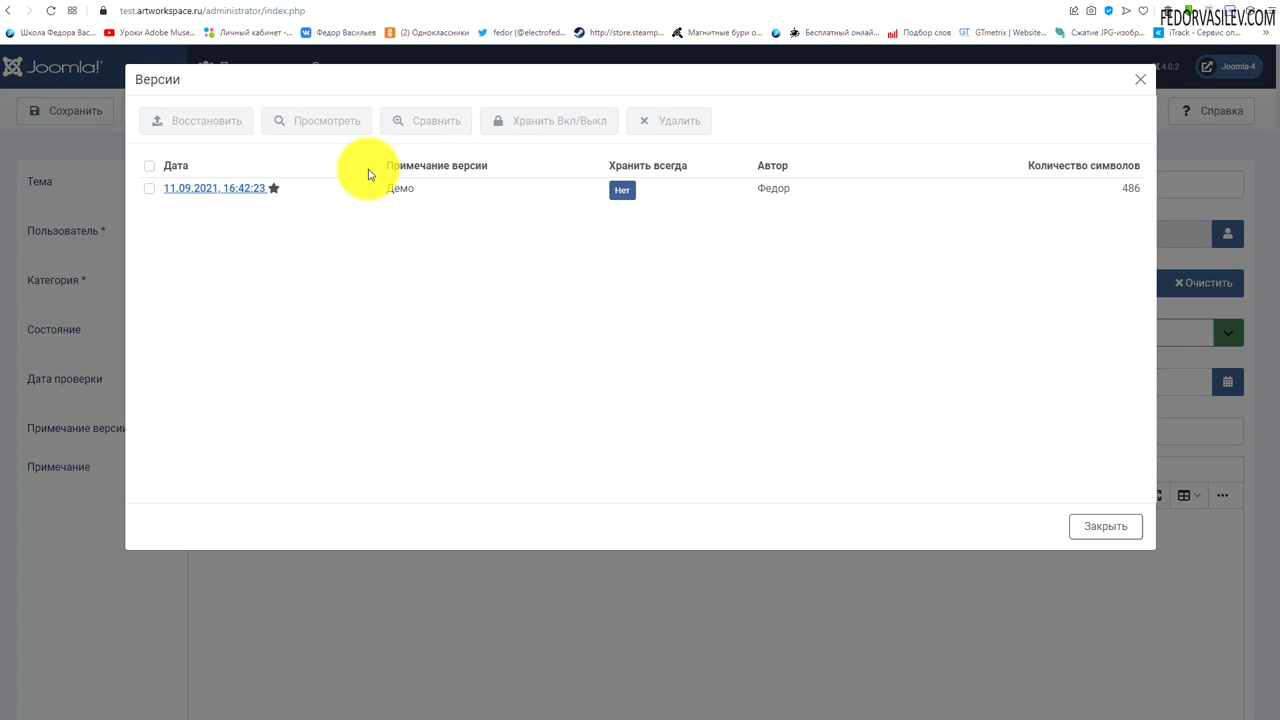 test.artworkspace.ru/administrator/index.php
FEDORVASILEV.COM
Школа Федора Вас...
Уроки Adobe Muse...
Личный кабинет -...
Федор Васильев
(2) Одноклассники
fedor (@electrofed...
http://store.steamp...
Магнитные бури о...
Бесплатный онлай...
Подбор слов
GTmetrix | Website...
Сжатие JPG-изобр...
iTrack - Сервис оп...
Joomla!
4.0.2
Joomla-4
Сохранить
Справка
Версии
Восстановить
Просмотреть
Сравнить
Хранить Вкл/Выкл
Удалить
Дата
Примечание версии
Хранить всегда
Автор
Количество символов
11.09.2021, 16:42:23
Демо
Нет
Федор
486
Тема
Пользователь *
Категория *
Очистить
Состояние
Дата проверки
Примечание версии
Примечание
Закрыть